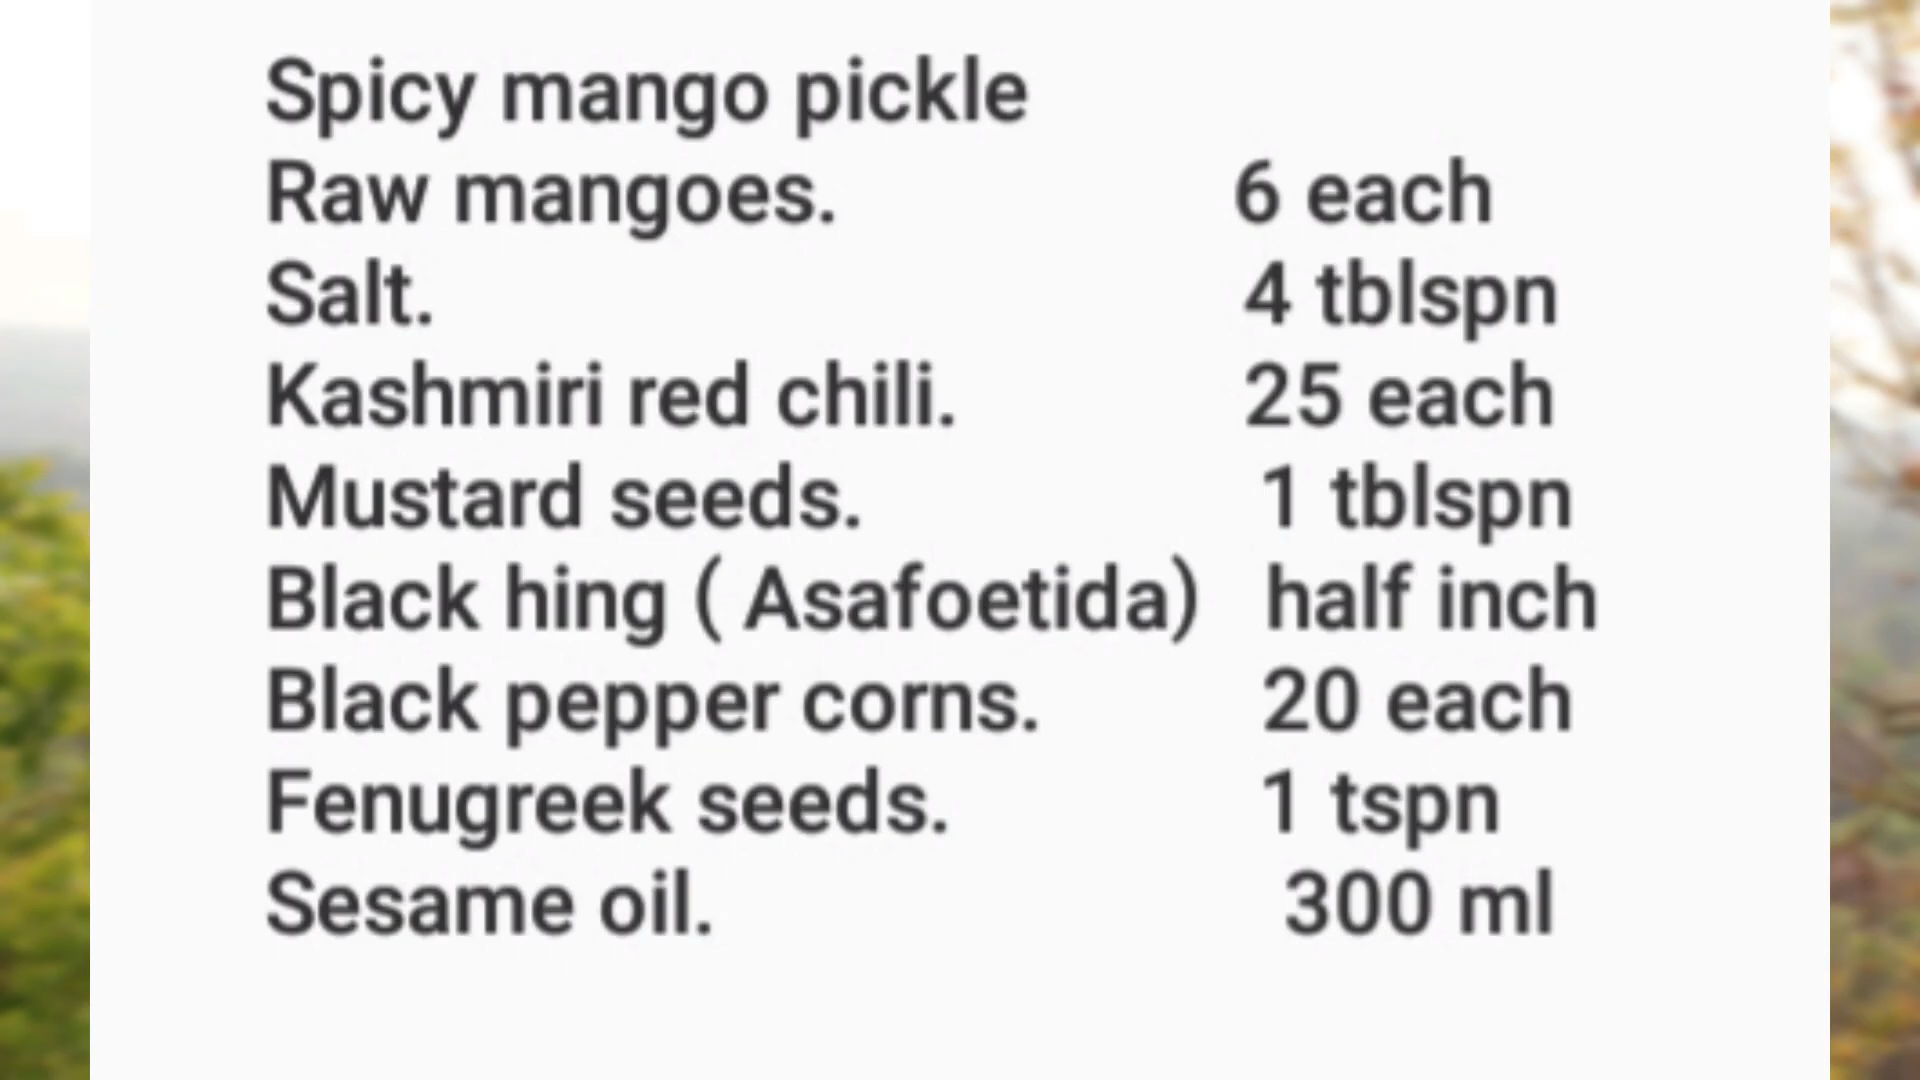 Spicy mango pickle
Raw mangoes. 6 each
Salt. 4 tblspn
Kashmiri red chili. 25 each
Mustard seeds. 1 tblspn
Black hing ( Asafoetida) half inch
Black pepper corns. 20 each
Fenugreek seeds. 1 tspn
Sesame oil. 300 ml